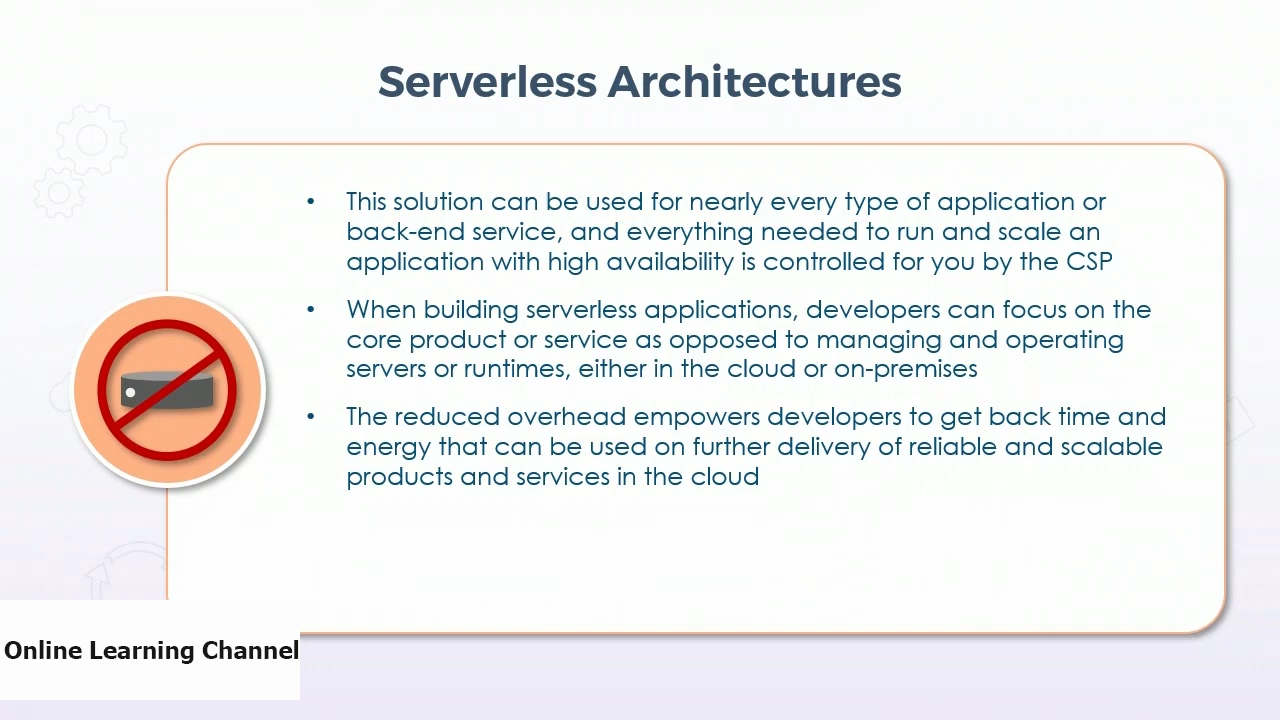 Serverless Architectures
• This solution can be used for nearly every type of application or
back-end service, and everything needed to run and scale an
application with high availability is controlled for you by the CSP
• When building serverless applications, developers can focus on the
core product or service as opposed to managing and operating
servers or runtimes, either in the cloud or on-premises
• The reduced overhead empowers developers to get back time and
energy that can be used on further delivery of reliable and scalable
products and services in the cloud
Online Learning Channel